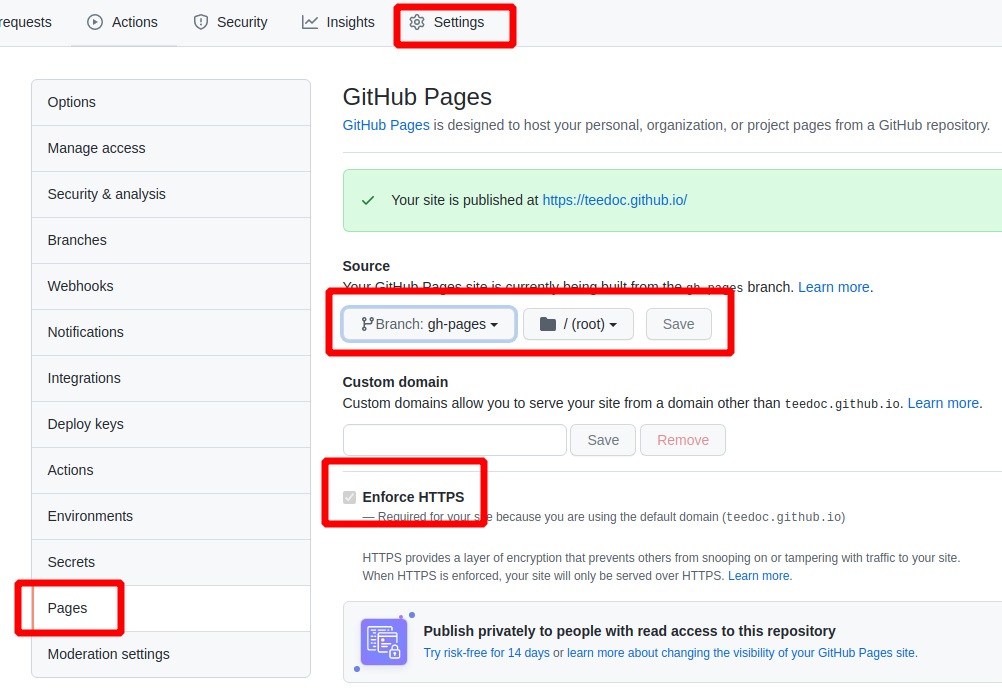 requests Actions Security Insights Settings
Options
Manage access
Security & analysis
Branches
Webhooks
Notifications
Integrations
Deploy keys
Actions
Environments
Secrets
Pages
Moderation settings
GitHub Pages
GitHub Pages is designed to host your personal, organization, or project pages from a GitHub repository.
Your site is published at https://teedoc.github.io/
Source
Your GitHub Pages site is currently being built from the gh-pages branch. Learn more.
Branch: gh-pages / (root) Save
Custom domain
Custom domains allow you to serve your site from a domain other than teedoc.github.io. Learn more.
Save Remove
Enforce HTTPS
— Required for your site because you are using the default domain (teedoc.github.io)
HTTPS provides a layer of encryption that prevents others from snooping on or tampering with traffic to your site.
When HTTPS is enforced, your site will only be served over HTTPS. Learn more.
Publish privately to people with read access to this repository
Try risk-free for 14 days or learn more about changing the visibility of your GitHub Pages site.